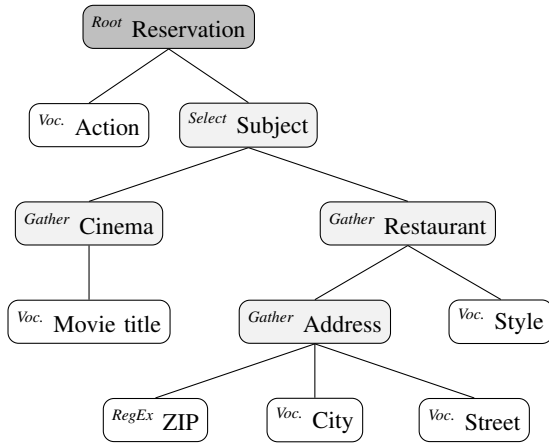 Root Reservation
Voc. Action
Select Subject
Gather Cinema
Gather Restaurant
Voc. Movie title
Gather Address
Voc. Style
RegEx ZIP
Voc. City
Voc. Street